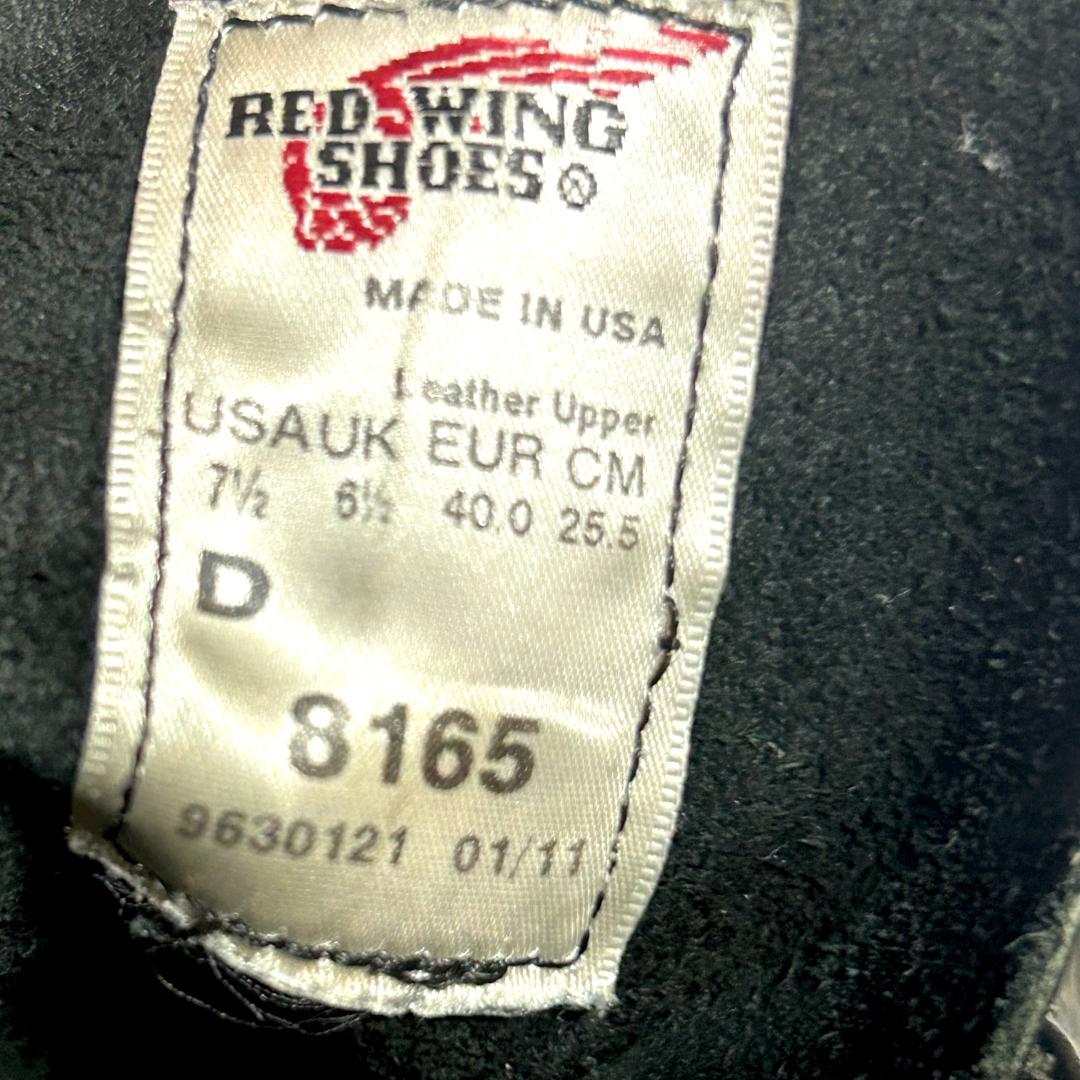 RED WING
SHOES®
MADE IN USA
Leather Upper
USA UK EUR CM
7½ 6½ 40.0 25.5
D
8165
9630121 01/11